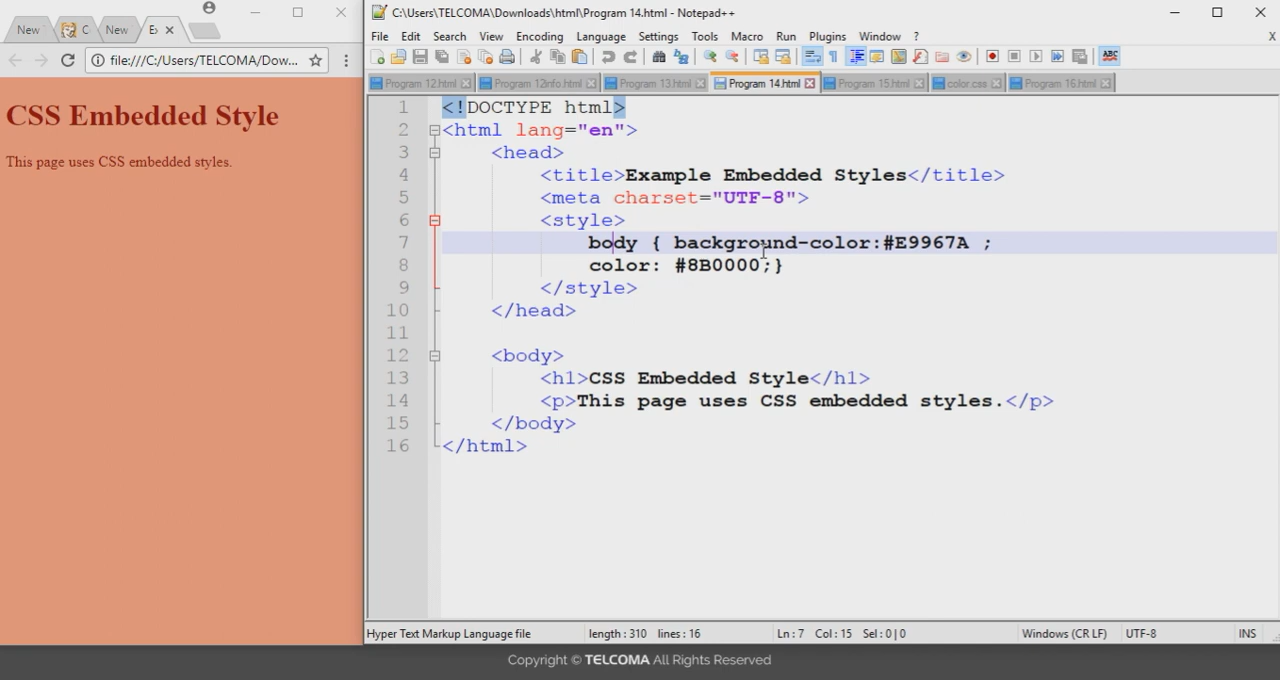 New
C
New
E
file:///C:/Users/TELCOMA/Dow...
CSS Embedded Style
This page uses CSS embedded styles.
C:\Users\TELCOMA\Downloads\html\Program 14.html - Notepad++
File Edit Search View Encoding Language Settings Tools Macro Run Plugins Window ? X
Program 12.html Program 12info.html Program 13.html Program 14.html Program 15.html color.css Program 16.html
1 <!DOCTYPE html>
2 <html lang="en">
3 <head>
4 <title>Example Embedded Styles</title>
5 <meta charset="UTF-8">
6 <style>
7 body { background-color:#E9967A ;
8 color: #8B0000;}
9 </style>
10 </head>
11
12 <body>
13 <h1>CSS Embedded Style</h1>
14 <p>This page uses CSS embedded styles.</p>
15 </body>
16 </html>
Hyper Text Markup Language file length : 310 lines : 16 Ln : 7 Col : 15 Sel : 0 | 0 Windows (CR LF) UTF-8 INS
Copyright © TELCOMA All Rights Reserved